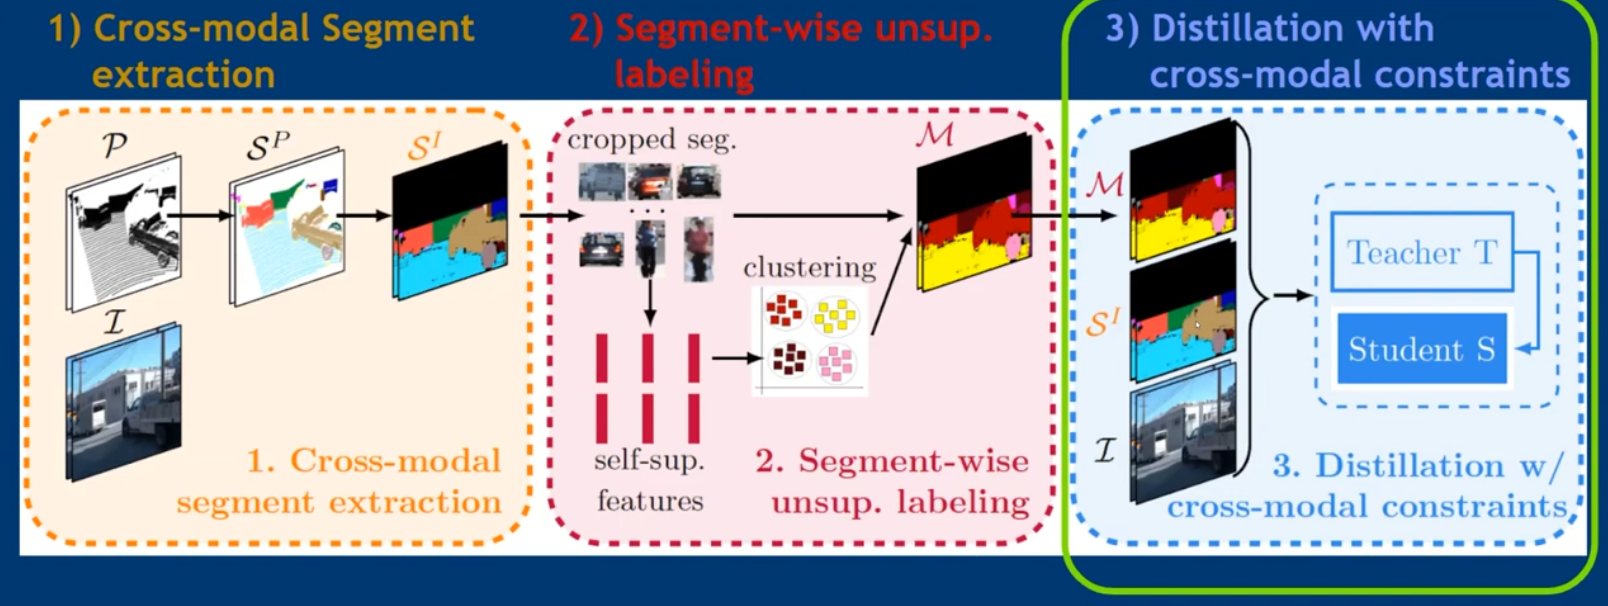 1) Cross-modal Segment
extraction
2) Segment-wise unsup.
labeling
3) Distillation with
cross-modal constraints
P
S^P
S^I
I
1. Cross-modal
segment extraction
cropped seg.
...
M
clustering
self-sup.
features
2. Segment-wise
unsup. labeling
M
S^I
I
Teacher T
Student S
3. Distillation w/
cross-modal constraints